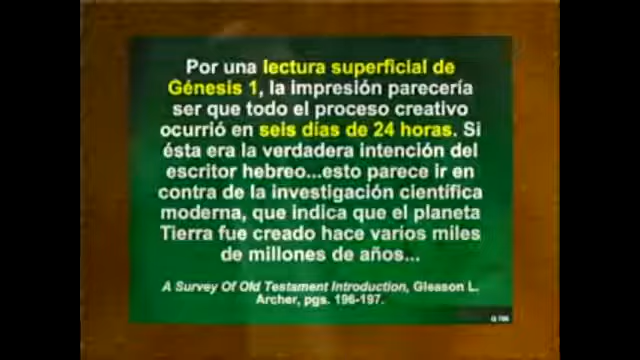 Por una lectura superficial de
Génesis 1, la impresión parecería
ser que todo el proceso creativo
ocurrió en seis días de 24 horas. Si
ésta era la verdadera intención del
escritor hebreo...esto parece ir en
contra de la investigación científica
moderna, que indica que el planeta
Tierra fue creado hace varios miles
de millones de años...
A Survey Of Old Testament Introduction, Gleason L.
Archer, pgs. 196-197.